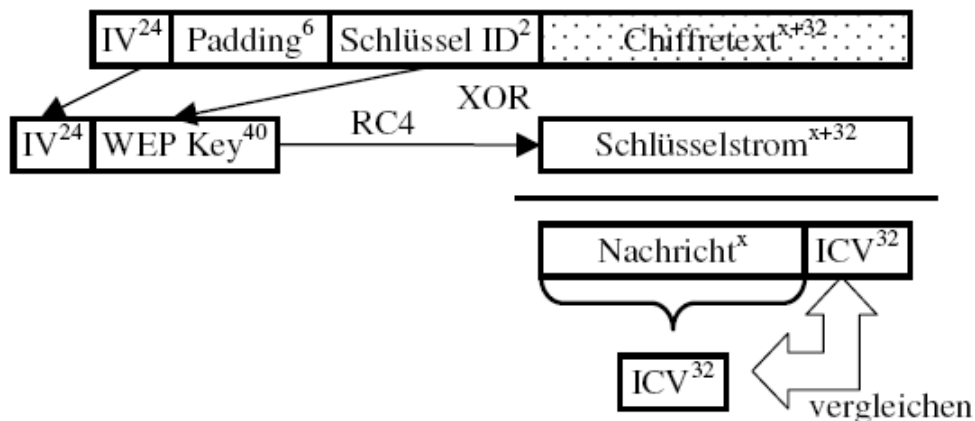 IV24 Padding6 Schlüssel ID2 Chiffretext x+32
XOR
RC4
IV24 WEP Key40 Schlüsselstrom x+32
Nachricht x ICV32
ICV32
vergleichen